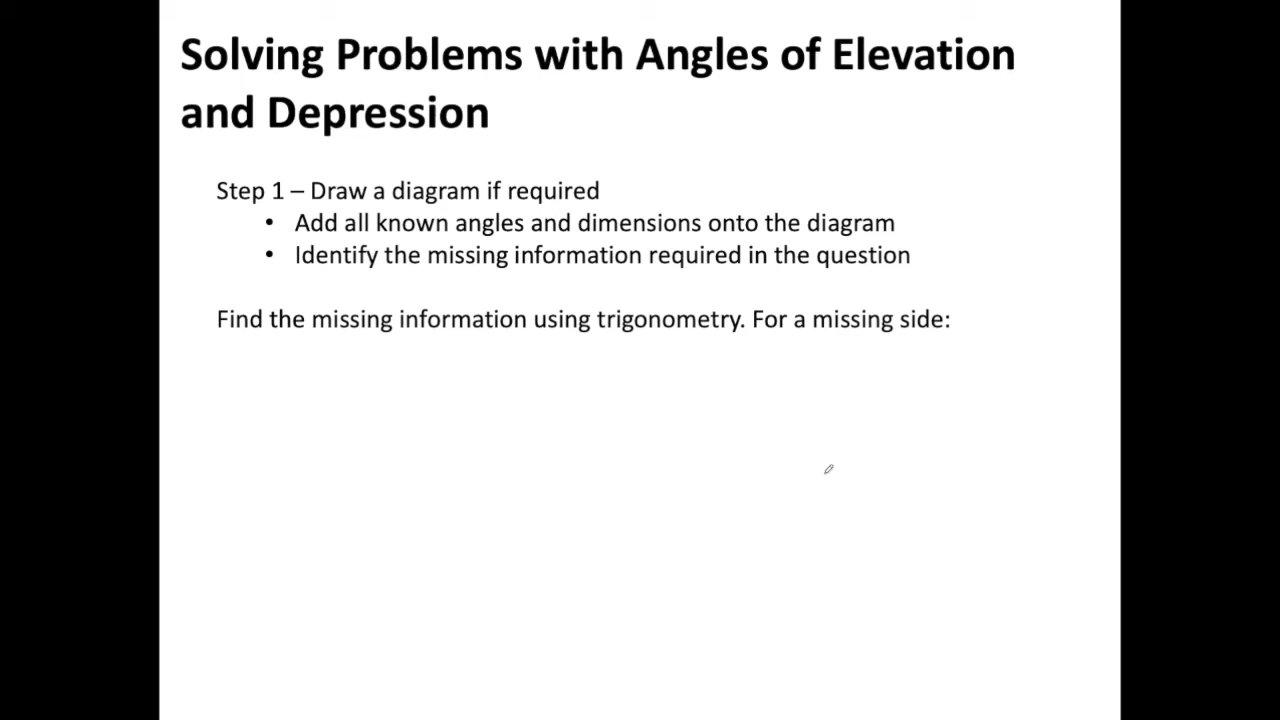 Solving Problems with Angles of Elevation
and Depression
Step 1 – Draw a diagram if required
• Add all known angles and dimensions onto the diagram
• Identify the missing information required in the question
Find the missing information using trigonometry. For a missing side: